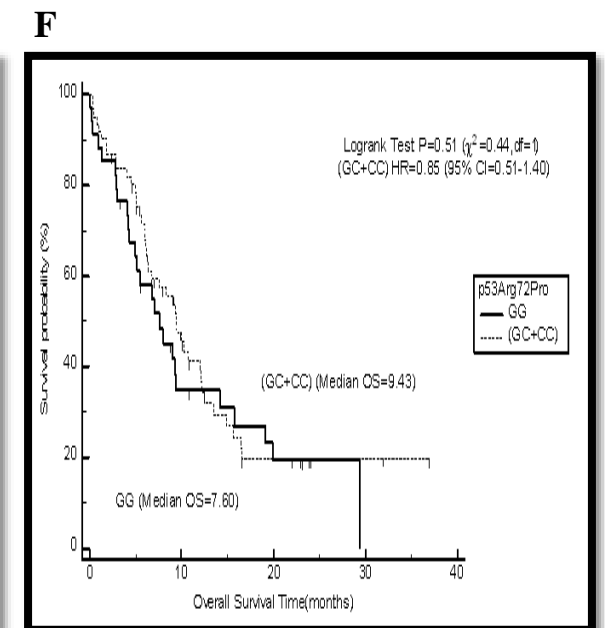 F
100
80
60
40
20
0
Survival probability (%)
Logrank Test P=0.51 (χ²=0.44,df=1)
(GC+CC) HR=0.85 (95% CI=0.51-1.40)
p53Arg72Pro
GG
(GC+CC)
(GC+CC) (Median OS=9.43)
GG (Median OS=7.60)
0 10 20 30 40
Overall Survival Time(months)